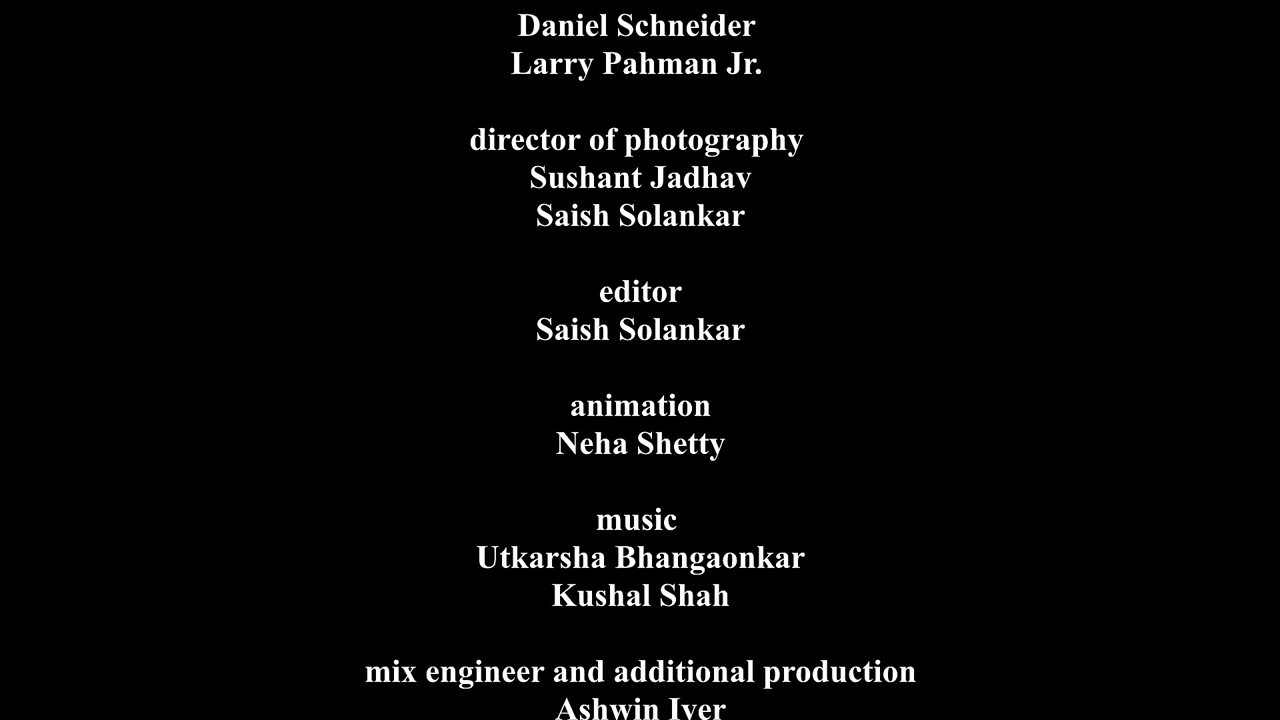 Daniel Schneider
Larry Pahman Jr.
director of photography
Sushant Jadhav
Saish Solankar
editor
Saish Solankar
animation
Neha Shetty
music
Utkarsha Bhangaonkar
Kushal Shah
mix engineer and additional production
Ashwin Iyer